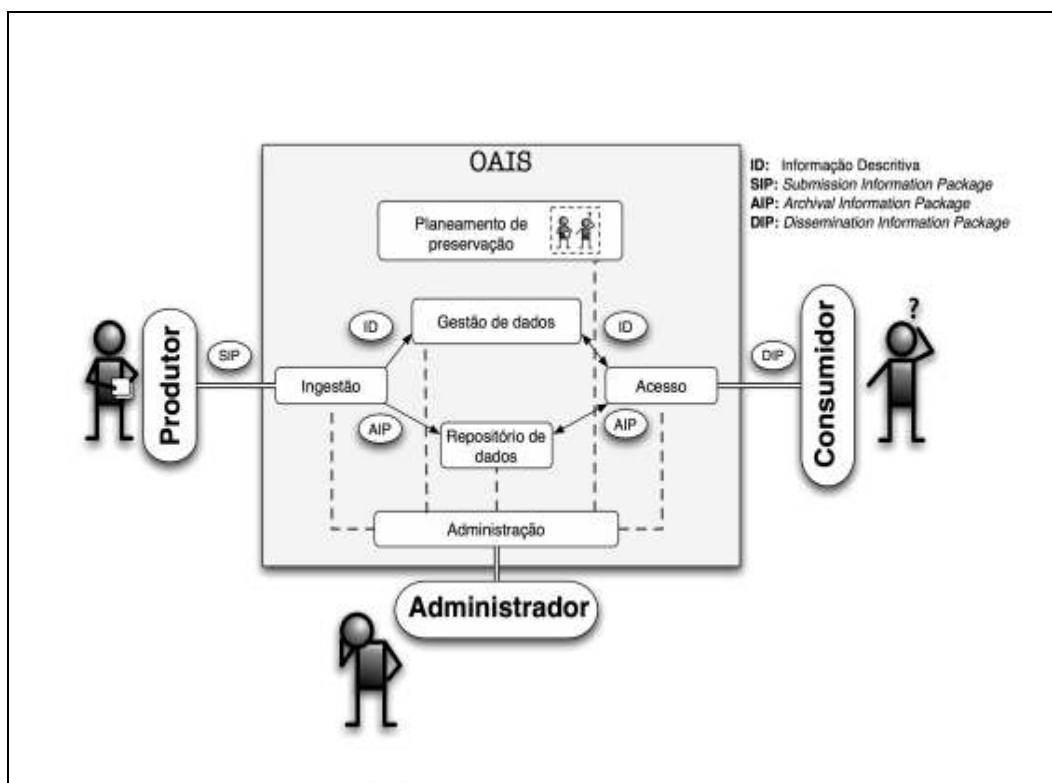 OAIS
ID: Informação Descritiva
SIP: Submission Information Package
AIP: Archival Information Package
DIP: Dissemination Information Package
Planeamento de
preservação
?
ID
Gestão de dados
ID
Produtor
SIP
Ingestão
Acesso
DIP
Consumidor
AIP
Repositório de
dados
AIP
Administração
Administrador